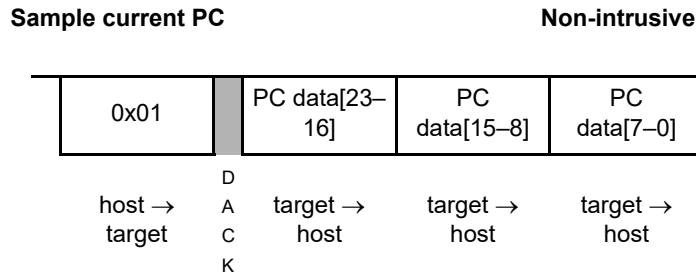 Sample current PC Non-intrusive
0x01 PC data[23– PC PC
16] data[15–8] data[7–0]
D
host → A target → target → target →
target C host host host
K